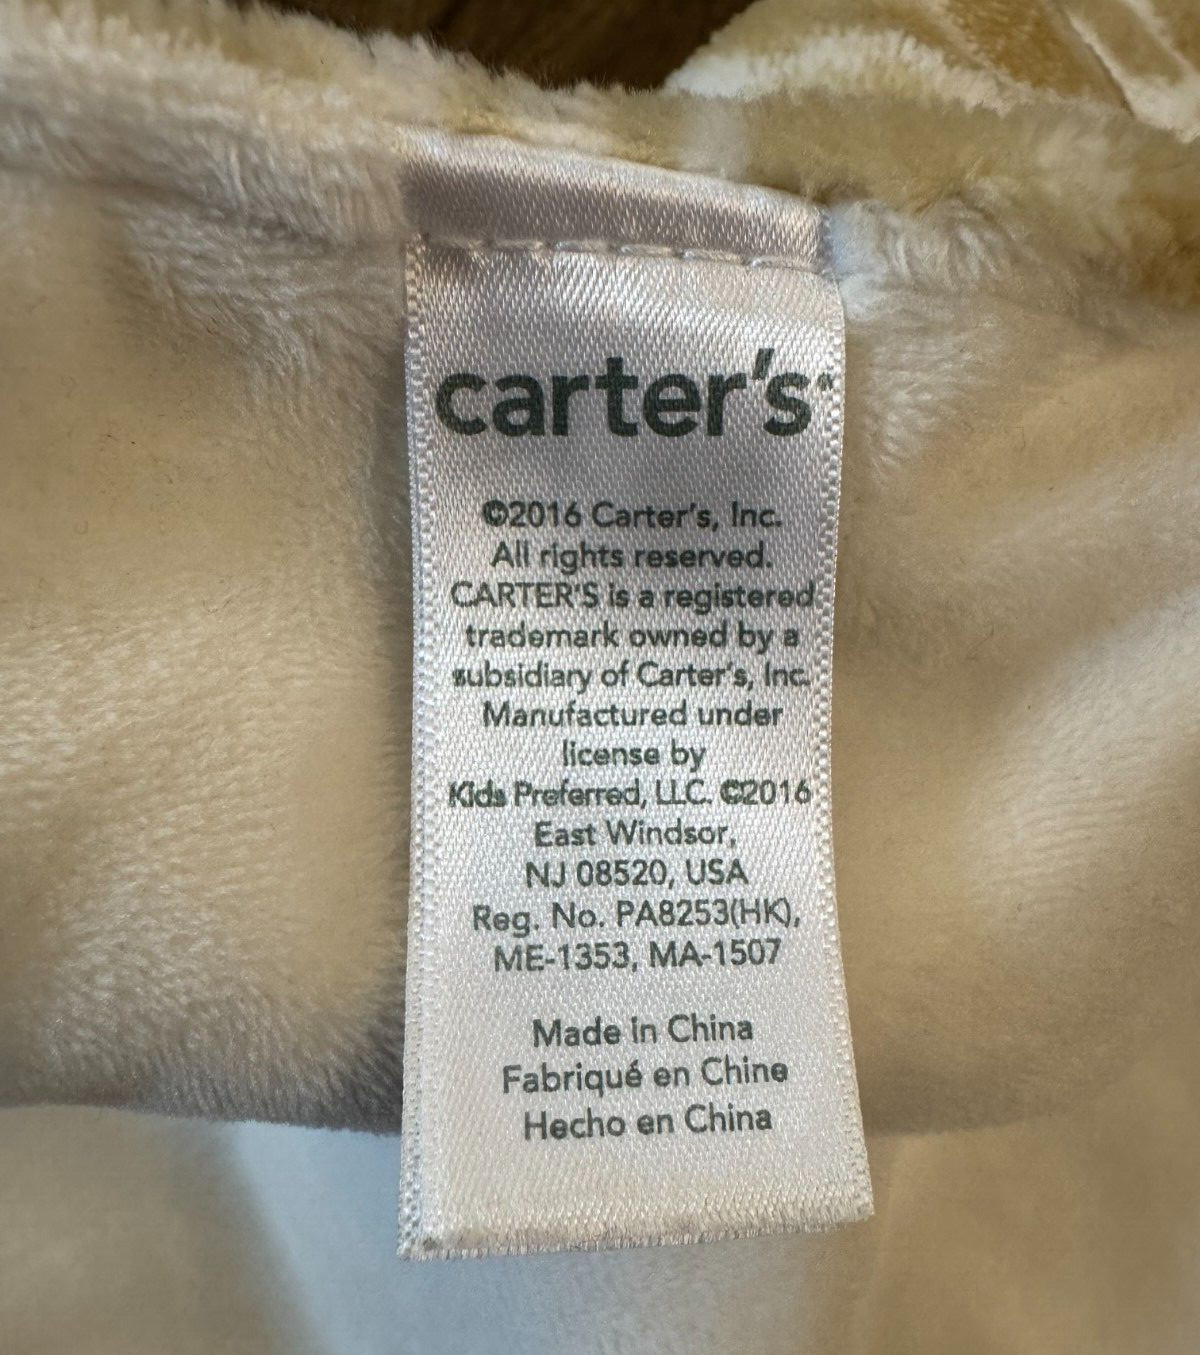 carter's
©2016 Carter's, Inc.
All rights reserved.
CARTER'S is a registered
trademark owned by a
subsidiary of Carter's, Inc.
Manufactured under
license by
Kids Preferred, LLC. ©2016
East Windsor,
NJ 08520, USA
Reg. No. PA8253(HK),
ME-1353, MA-1507
Made in China
Fabriqué en Chine
Hecho en China